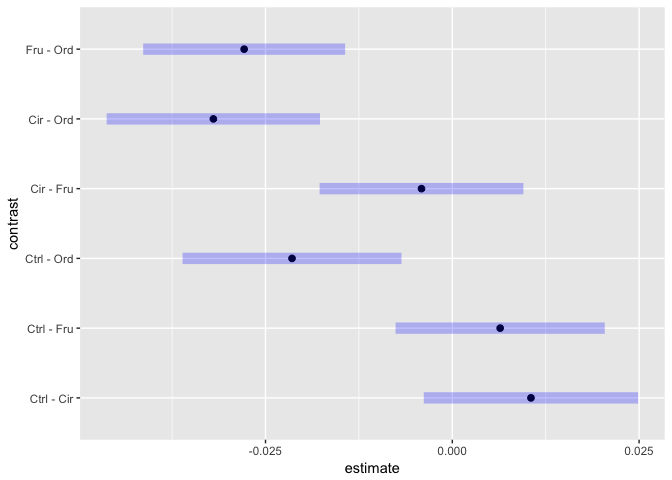 Fru - Ord
Cir - Ord
Cir - Fru
Ctrl - Ord
Ctrl - Fru
Ctrl - Cir
contrast
-0.025
0.000
0.025
estimate